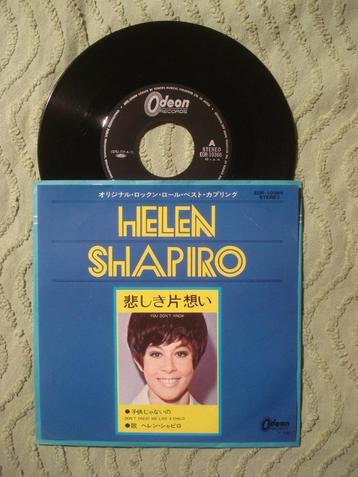 Odeon
RECORDS
A
STEREO
EOR-10366
オリジナル・ロックン・ロール・ベスト・カプリング
EOR-10366
STEREO
HELEN
SHAPIRO
悲しき片想い
YOU DON'T KNOW
●子供じゃないの
DON'T TREAT ME LIKE A CHILD
●歌 ヘレン・シャピロ
Odeon